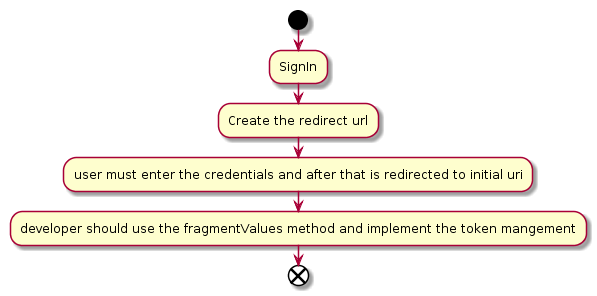 SignIn
Create the redirect url
user must enter the credentials and after that is redirected to initial uri
developer should use the fragmentValues method and implement the token mangement